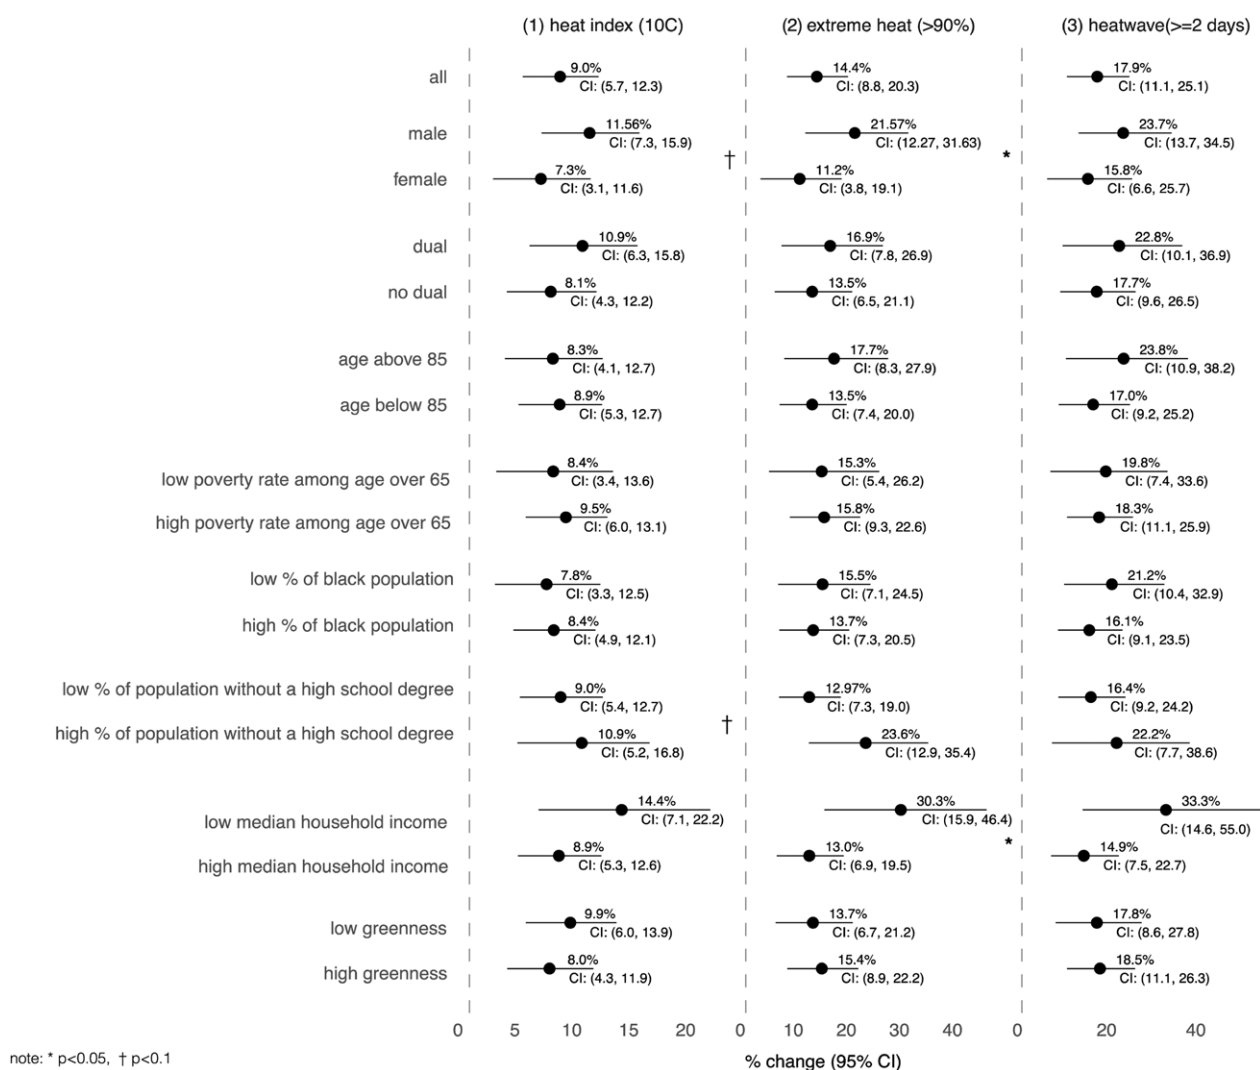 (1) heat index (10C) (2) extreme heat (>90%) (3) heatwave(>=2 days)
all 9.0% 14.4% 17.9%
CI: (5.7, 12.3) CI: (8.8, 20.3) CI: (11.1, 25.1)
male 11.56% 21.57% 23.7%
CI: (7.3, 15.9) CI: (12.27, 31.63) CI: (13.7, 34.5)
† *
female 7.3% 11.2% 15.8%
CI: (3.1, 11.6) CI: (3.8, 19.1) CI: (6.6, 25.7)
dual 10.9% 16.9% 22.8%
CI: (6.3, 15.8) CI: (7.8, 26.9) CI: (10.1, 36.9)
no dual 8.1% 13.5% 17.7%
CI: (4.3, 12.2) CI: (6.5, 21.1) CI: (9.6, 26.5)
age above 85 8.3% 17.7% 23.8%
CI: (4.1, 12.7) CI: (8.3, 27.9) CI: (10.9, 38.2)
age below 85 8.9% 13.5% 17.0%
CI: (5.3, 12.7) CI: (7.4, 20.0) CI: (9.2, 25.2)
low poverty rate among age over 65 8.4% 15.3% 19.8%
CI: (3.4, 13.6) CI: (5.4, 26.2) CI: (7.4, 33.6)
high poverty rate among age over 65 9.5% 15.8% 18.3%
CI: (6.0, 13.1) CI: (9.3, 22.6) CI: (11.1, 25.9)
low % of black population 7.8% 15.5% 21.2%
CI: (3.3, 12.5) CI: (7.1, 24.5) CI: (10.4, 32.9)
high % of black population 8.4% 13.7% 16.1%
CI: (4.9, 12.1) CI: (7.3, 20.5) CI: (9.1, 23.5)
low % of population without a high school degree 9.0% 12.97% 16.4%
CI: (5.4, 12.7) CI: (7.3, 19.0) CI: (9.2, 24.2)
†
high % of population without a high school degree 10.9% 23.6% 22.2%
CI: (5.2, 16.8) CI: (12.9, 35.4) CI: (7.7, 38.6)
low median household income 14.4% 30.3% 33.3%
CI: (7.1, 22.2) CI: (15.9, 46.4) CI: (14.6, 55.0)
*
high median household income 8.9% 13.0% 14.9%
CI: (5.3, 12.6) CI: (6.9, 19.5) CI: (7.5, 22.7)
low greenness 9.9% 13.7% 17.8%
CI: (6.0, 13.9) CI: (6.7, 21.2) CI: (8.6, 27.8)
high greenness 8.0% 15.4% 18.5%
CI: (4.3, 11.9) CI: (8.9, 22.2) CI: (11.1, 26.3)
0 5 10 15 20 0 10 20 30 40 0 20 40
note: * p<0.05, † p<0.1
% change (95% CI)